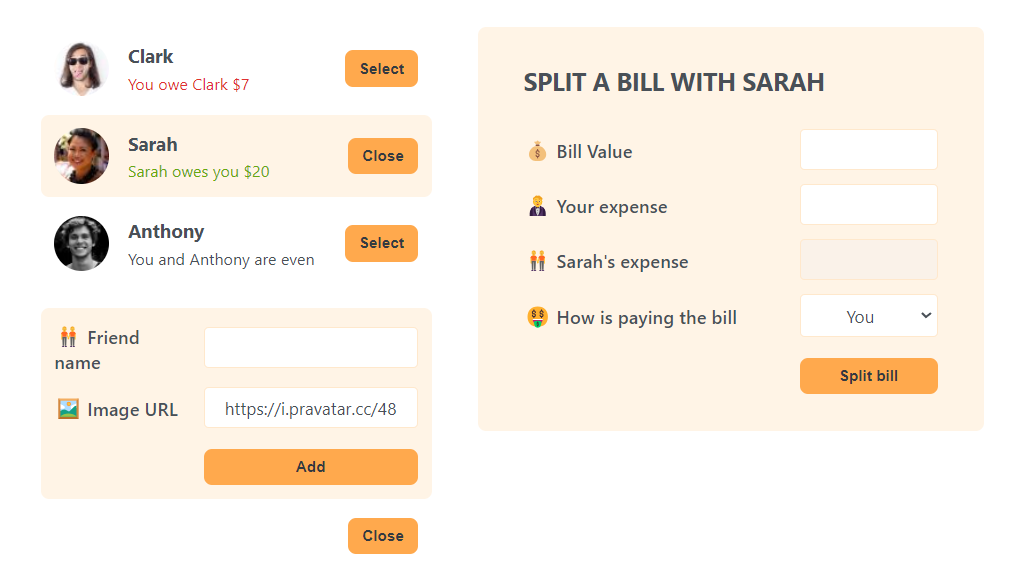 Clark
You owe Clark $7
Select
Sarah
Sarah owes you $20
Close
Anthony
You and Anthony are even
Select
Friend
name
Image URL
https://i.pravatar.cc/48
Add
Close
SPLIT A BILL WITH SARAH
Bill Value
Your expense
Sarah's expense
How is paying the bill
You
Split bill